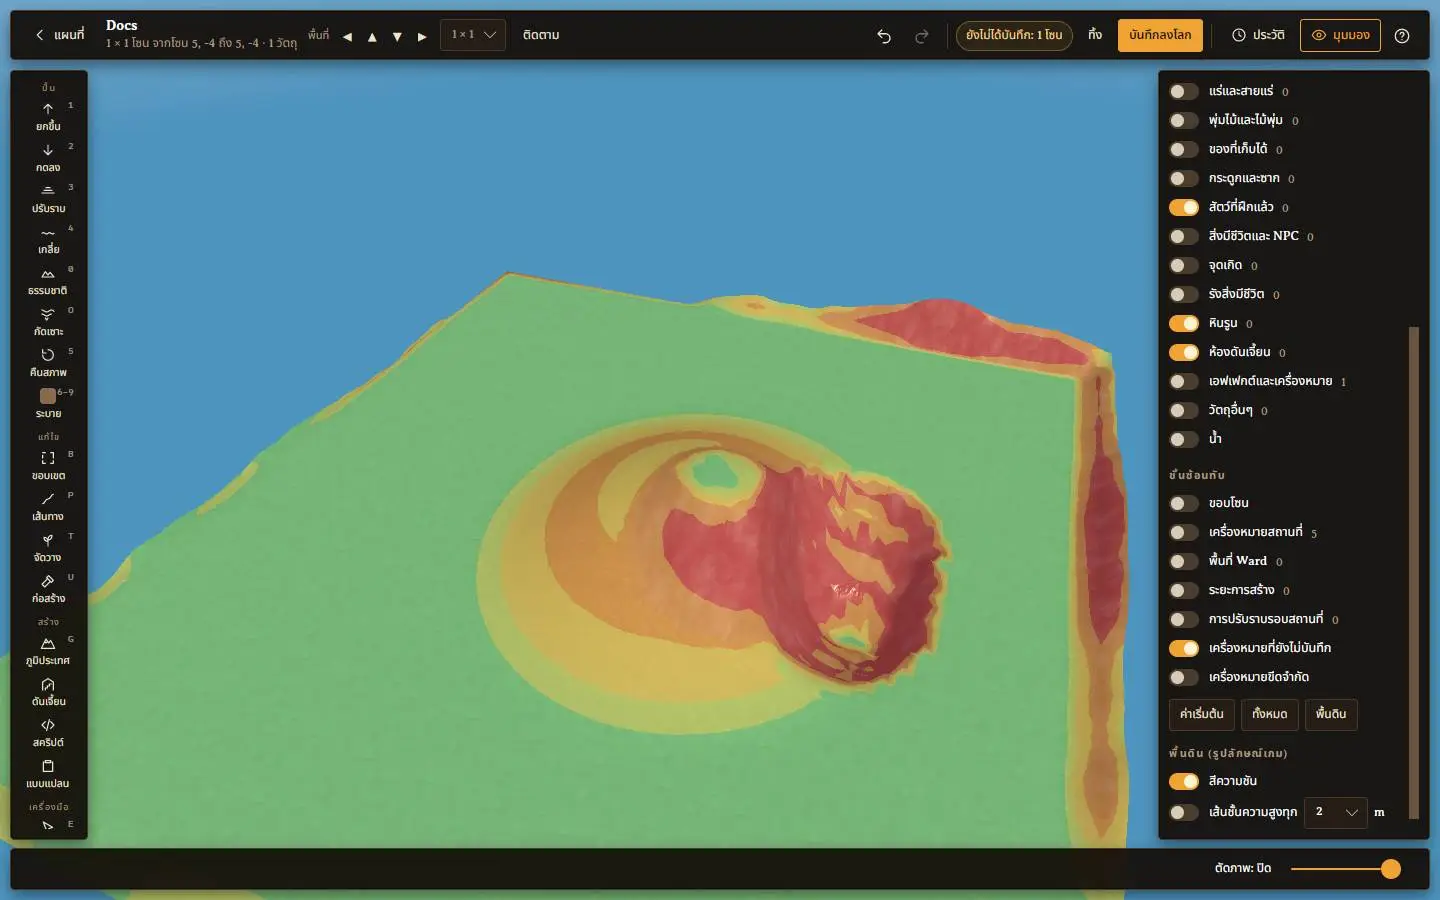 แผนที่
Docs
1 × 1 โซน จากโซน 5, -4 ถึง 5, -4 · 1 วัตถุ
พื้นที่
1 × 1
ติดตาม
ยังไม่ได้บันทึก: 1 โซน
ทิ้ง
บันทึกลงโลก
ประวัติ
มุมมอง
ปั้น
ยกขึ้น 1
กดลง 2
ปรับราบ 3
เกลี่ย 4
ธรรมชาติ 0
กัดเซาะ O
คืนสภาพ 5
ระบาย 6–9
แก้ไข
ขอบเขต B
เส้นทาง P
จัดวาง T
ก่อสร้าง U
สร้าง
ภูมิประเทศ G
ดันเจี้ยน
สคริปต์
แบบแปลน
เครื่องมือ
E
แร่และสายแร่ 0
พุ่มไม้และไม้พุ่ม 0
ของที่เก็บได้ 0
กระดูกและซาก 0
สัตว์ที่ฝึกแล้ว 0
สิ่งมีชีวิตและ NPC 0
จุดเกิด 0
รังสิ่งมีชีวิต 0
หินรูน 0
ห้องดันเจี้ยน 0
เอฟเฟกต์และเครื่องหมาย 1
วัตถุอื่นๆ 0
น้ำ
ชั้นซ้อนทับ
ขอบโซน
เครื่องหมายสถานที่ 5
พื้นที่ Ward 0
ระยะการสร้าง 0
การปรับราบรอบสถานที่ 0
เครื่องหมายที่ยังไม่บันทึก
เครื่องหมายขีดจำกัด
ค่าเริ่มต้น
ทั้งหมด
พื้นดิน
พื้นดิน (รูปลักษณ์เกม)
สีความชัน
เส้นชั้นความสูงทุก 2 m
ตัดภาพ: ปิด